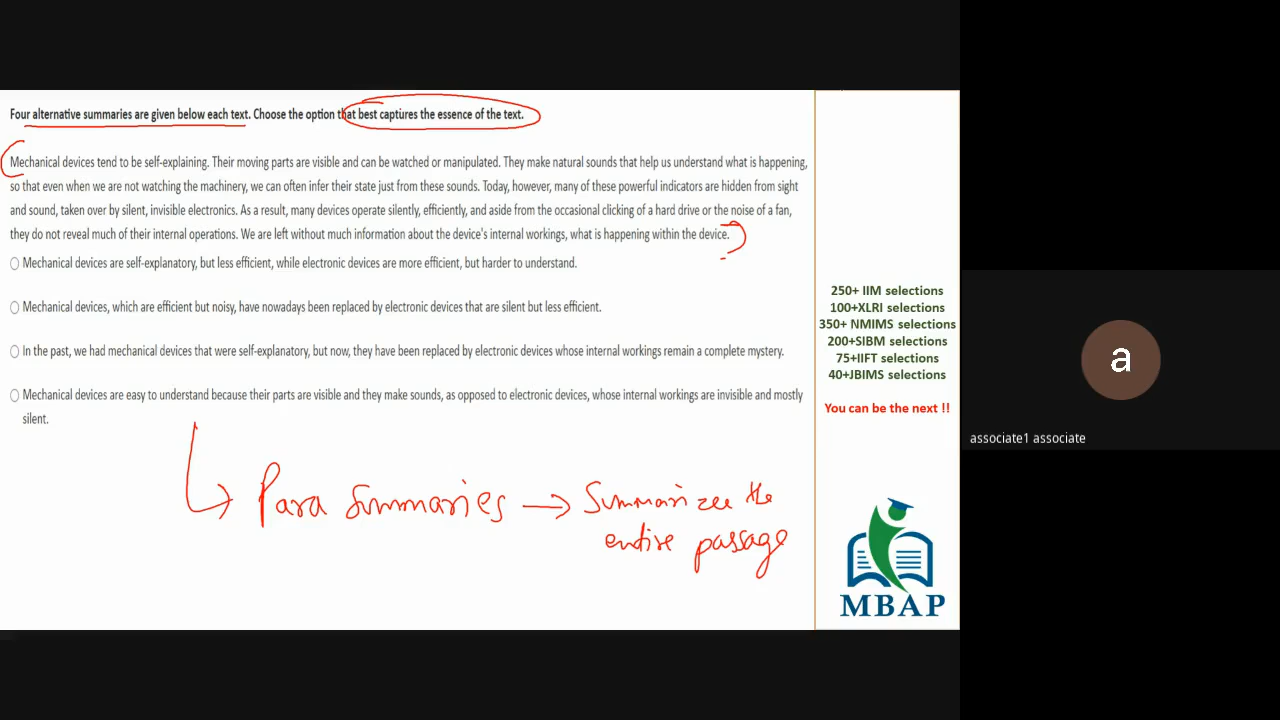 Four alternative summaries are given below each text. Choose the option that best captures the essence of the text.
Mechanical devices tend to be self-explaining. Their moving parts are visible and can be watched or manipulated. They make natural sounds that help us understand what is happening,
so that even when we are not watching the machinery, we can often infer their state just from these sounds. Today, however, many of these powerful indicators are hidden from sight
and sound, taken over by silent, invisible electronics. As a result, many devices operate silently, efficiently, and aside from the occasional clicking of a hard drive or the noise of a fan,
they do not reveal much of their internal operations. We are left without much information about the device's internal workings, what is happening within the device.
Mechanical devices are self-explanatory, but less efficient, while electronic devices are more efficient, but harder to understand.
Mechanical devices, which are efficient but noisy, have nowadays been replaced by electronic devices that are silent but less efficient.
In the past, we had mechanical devices that were self-explanatory, but now, they have been replaced by electronic devices whose internal workings remain a complete mystery.
Mechanical devices are easy to understand because their parts are visible and they make sounds, as opposed to electronic devices, whose internal workings are invisible and mostly
silent.
Para Summaries → Summarizes the
entire passage
250+ IIM selections
100+XLRI selections
350+ NMIMS selections
200+SIBM selections
75+IIFT selections
40+JBIMS selections
You can be the next !!
MBAP
a
associate1 associate